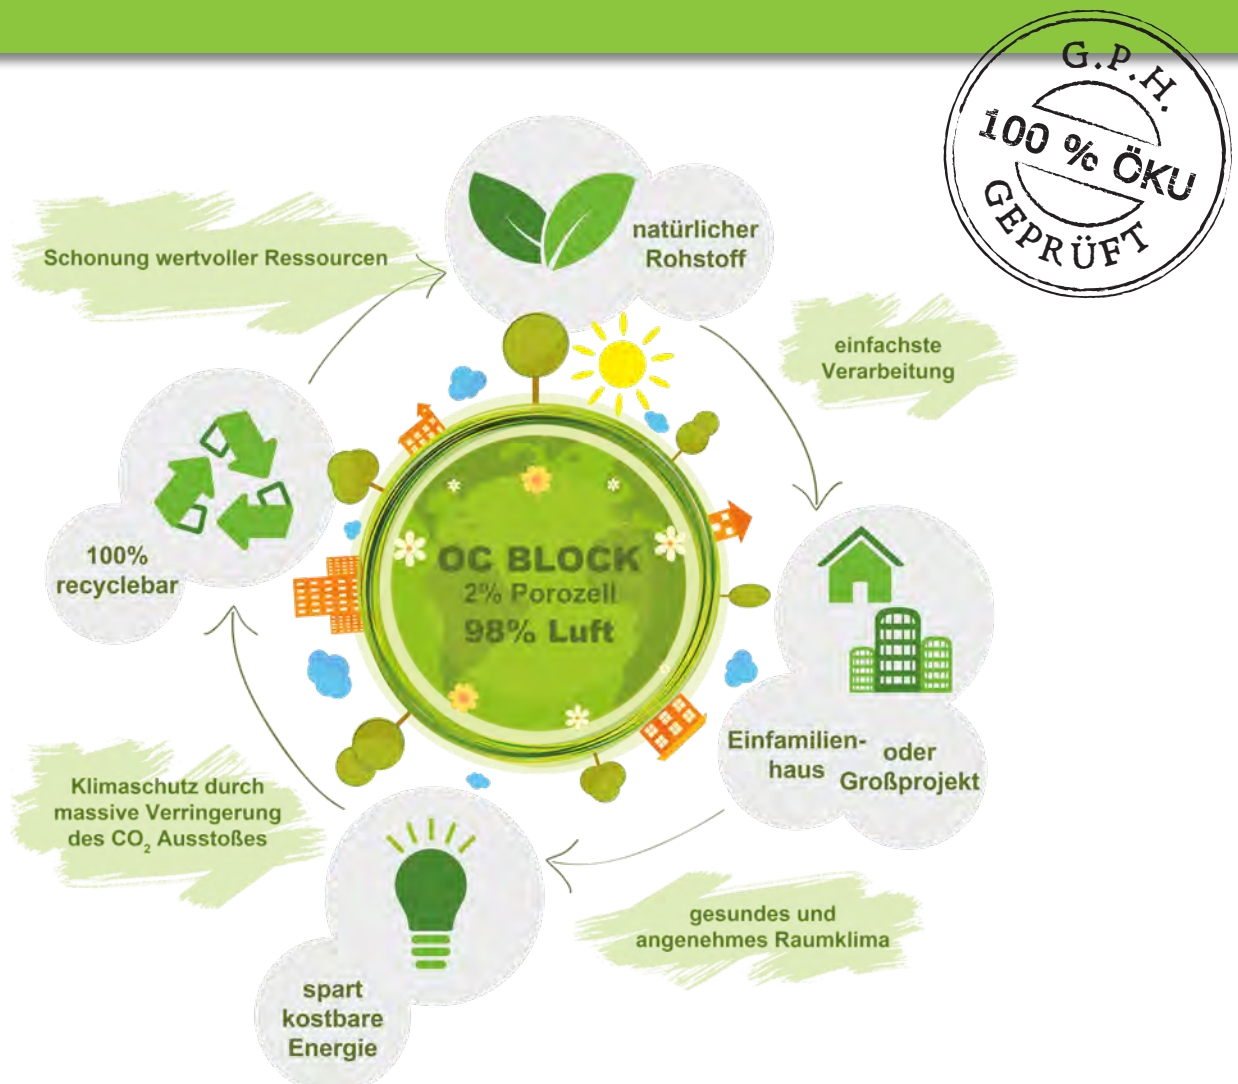 G.P.H.
100 % ÖKU
GEPRÜFT
natürlicher
Rohstoff
einfachste
Verarbeitung
Einfamilien-
haus
oder
Großprojekt
gesundes und
angenehmes Raumklima
spart
kostbare
Energie
Klimaschutz durch
massive Verringerung
des CO₂ Ausstoßes
100%
recyclebar
Schonung wertvoller Ressourcen
OC BLOCK
2% Porozell
98% Luft